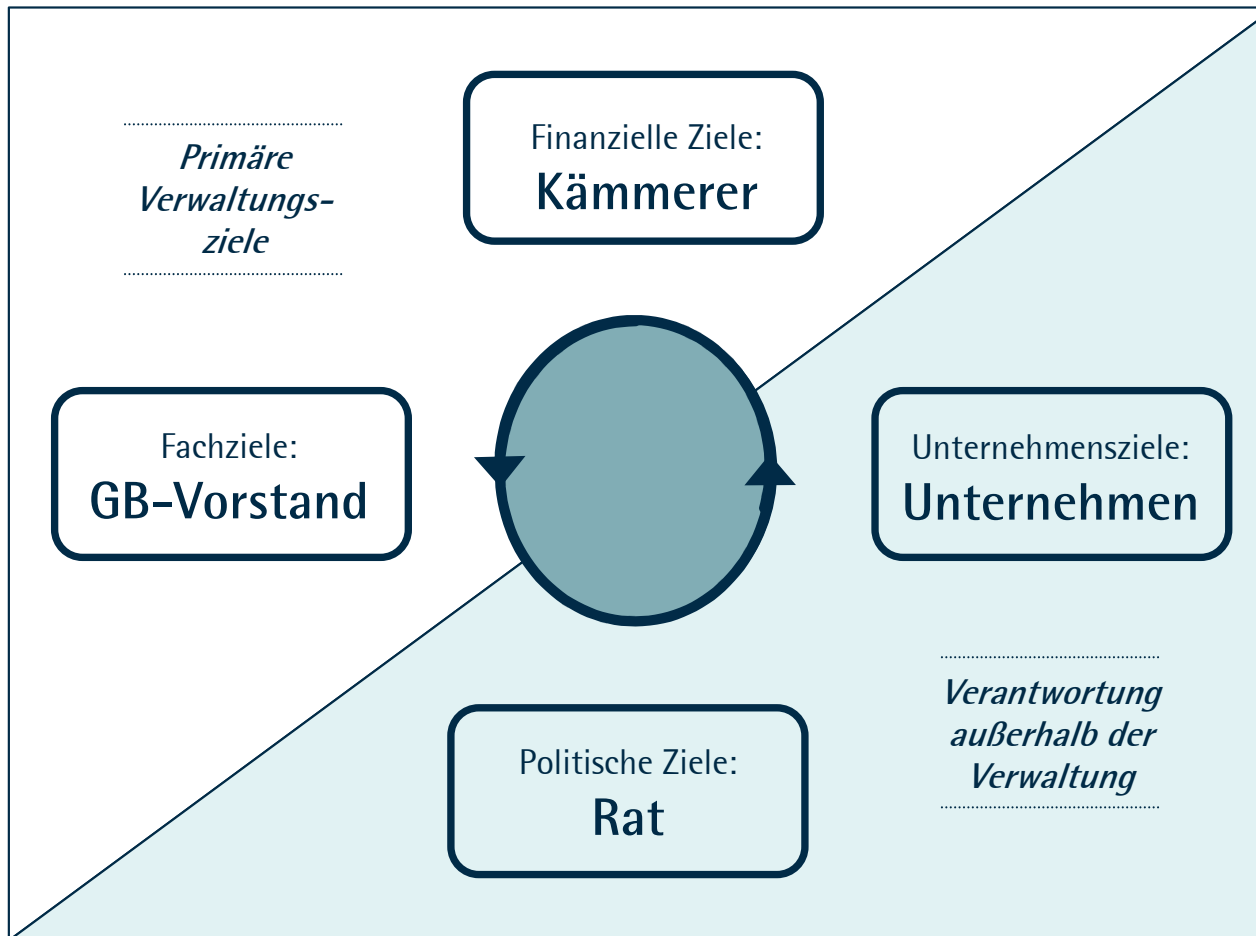 Finanzielle Ziele:
Kämmerer
Primäre
Verwaltungs-
ziele
Fachziele:
GB-Vorstand
Unternehmensziele:
Unternehmen
Verantwortung
außerhalb der
Verwaltung
Politische Ziele:
Rat